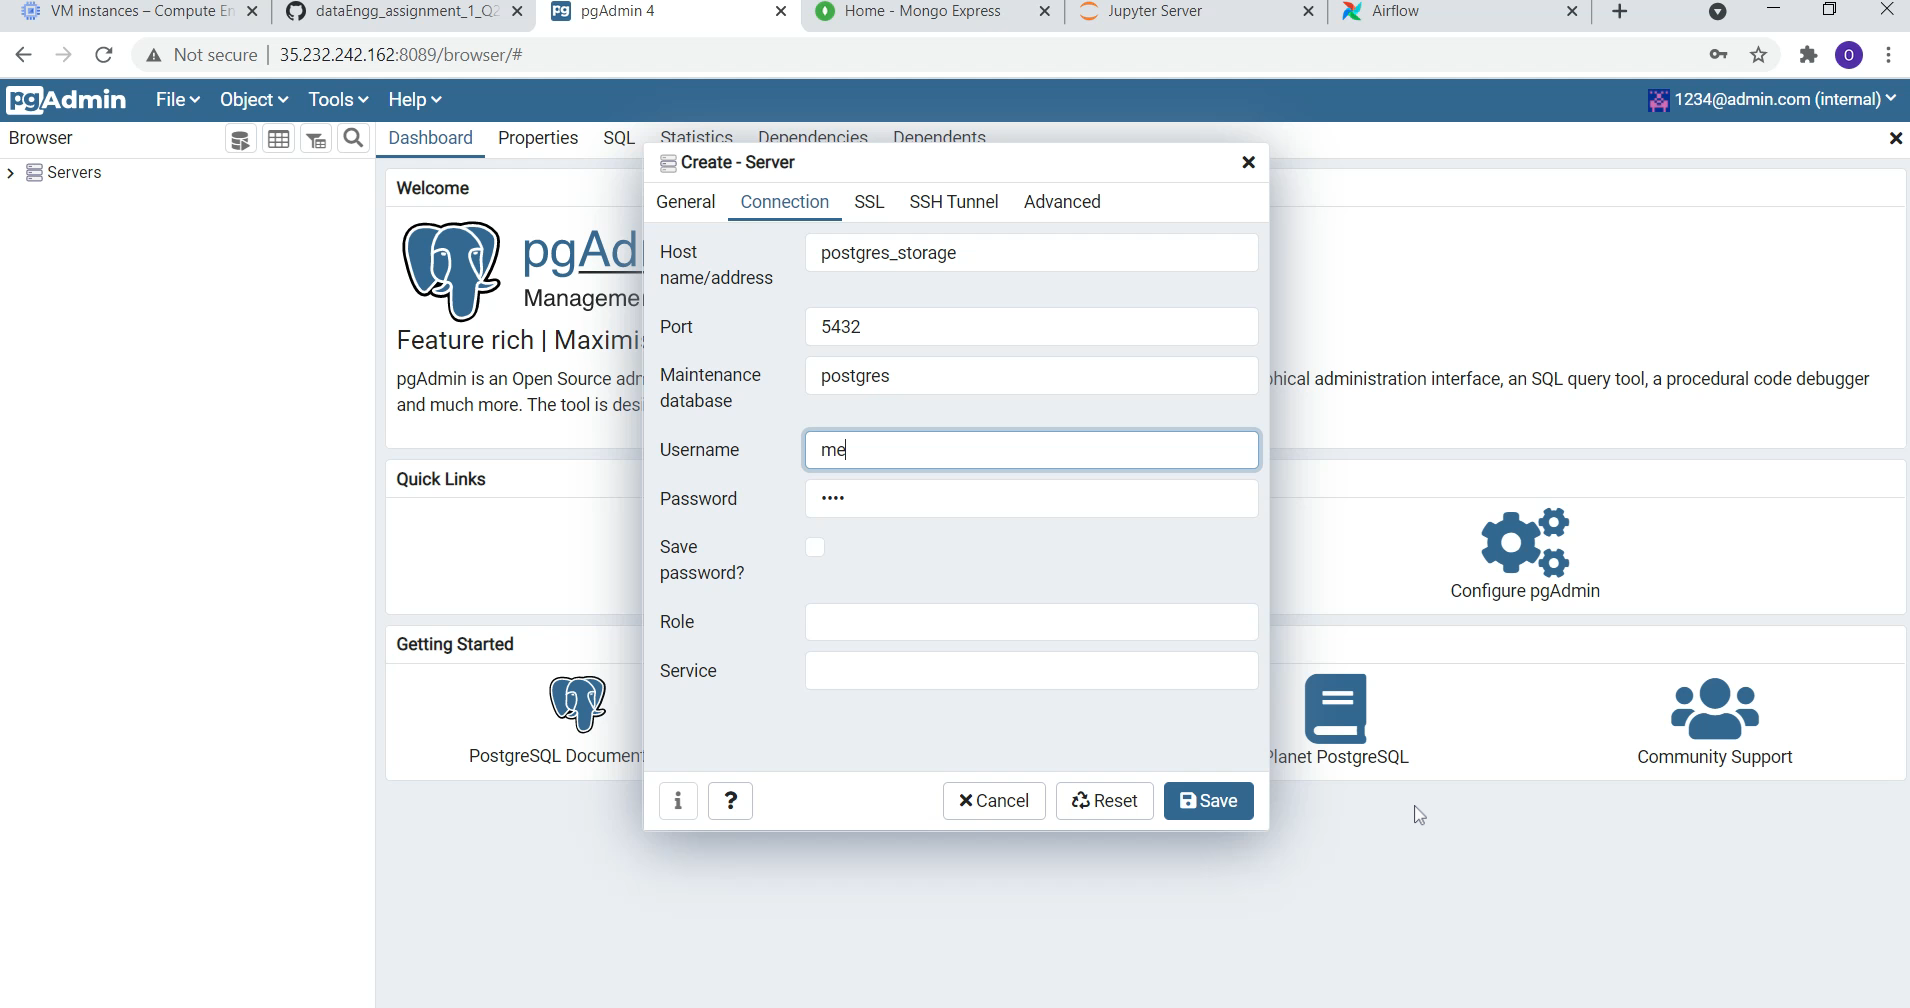 VM instances – Compute En
dataEngg_assignment_1_Q2
pgAdmin 4
Home - Mongo Express
Jupyter Server
Airflow
Not secure | 35.232.242.162:8089/browser/#
O
pgAdmin
File
Object
Tools
Help
1234@admin.com (internal)
Browser
Dashboard
Properties
SQL
Statistics
Dependencies
Dependents
Servers
Welcome
pgAd
Manageme
Feature rich | Maximi
pgAdmin is an Open Source
hical administration interface, an SQL query tool, a procedural code debugger
and much more. The tool is
Quick Links
Configure pgAdmin
Getting Started
PostgreSQL Document
Planet PostgreSQL
Community Support
Create - Server
General
Connection
SSL
SSH Tunnel
Advanced
Host
name/address
postgres_storage
Port
5432
Maintenance
database
postgres
Username
me
Password
••••
Save
password?
Role
Service
i
?
Cancel
Reset
Save